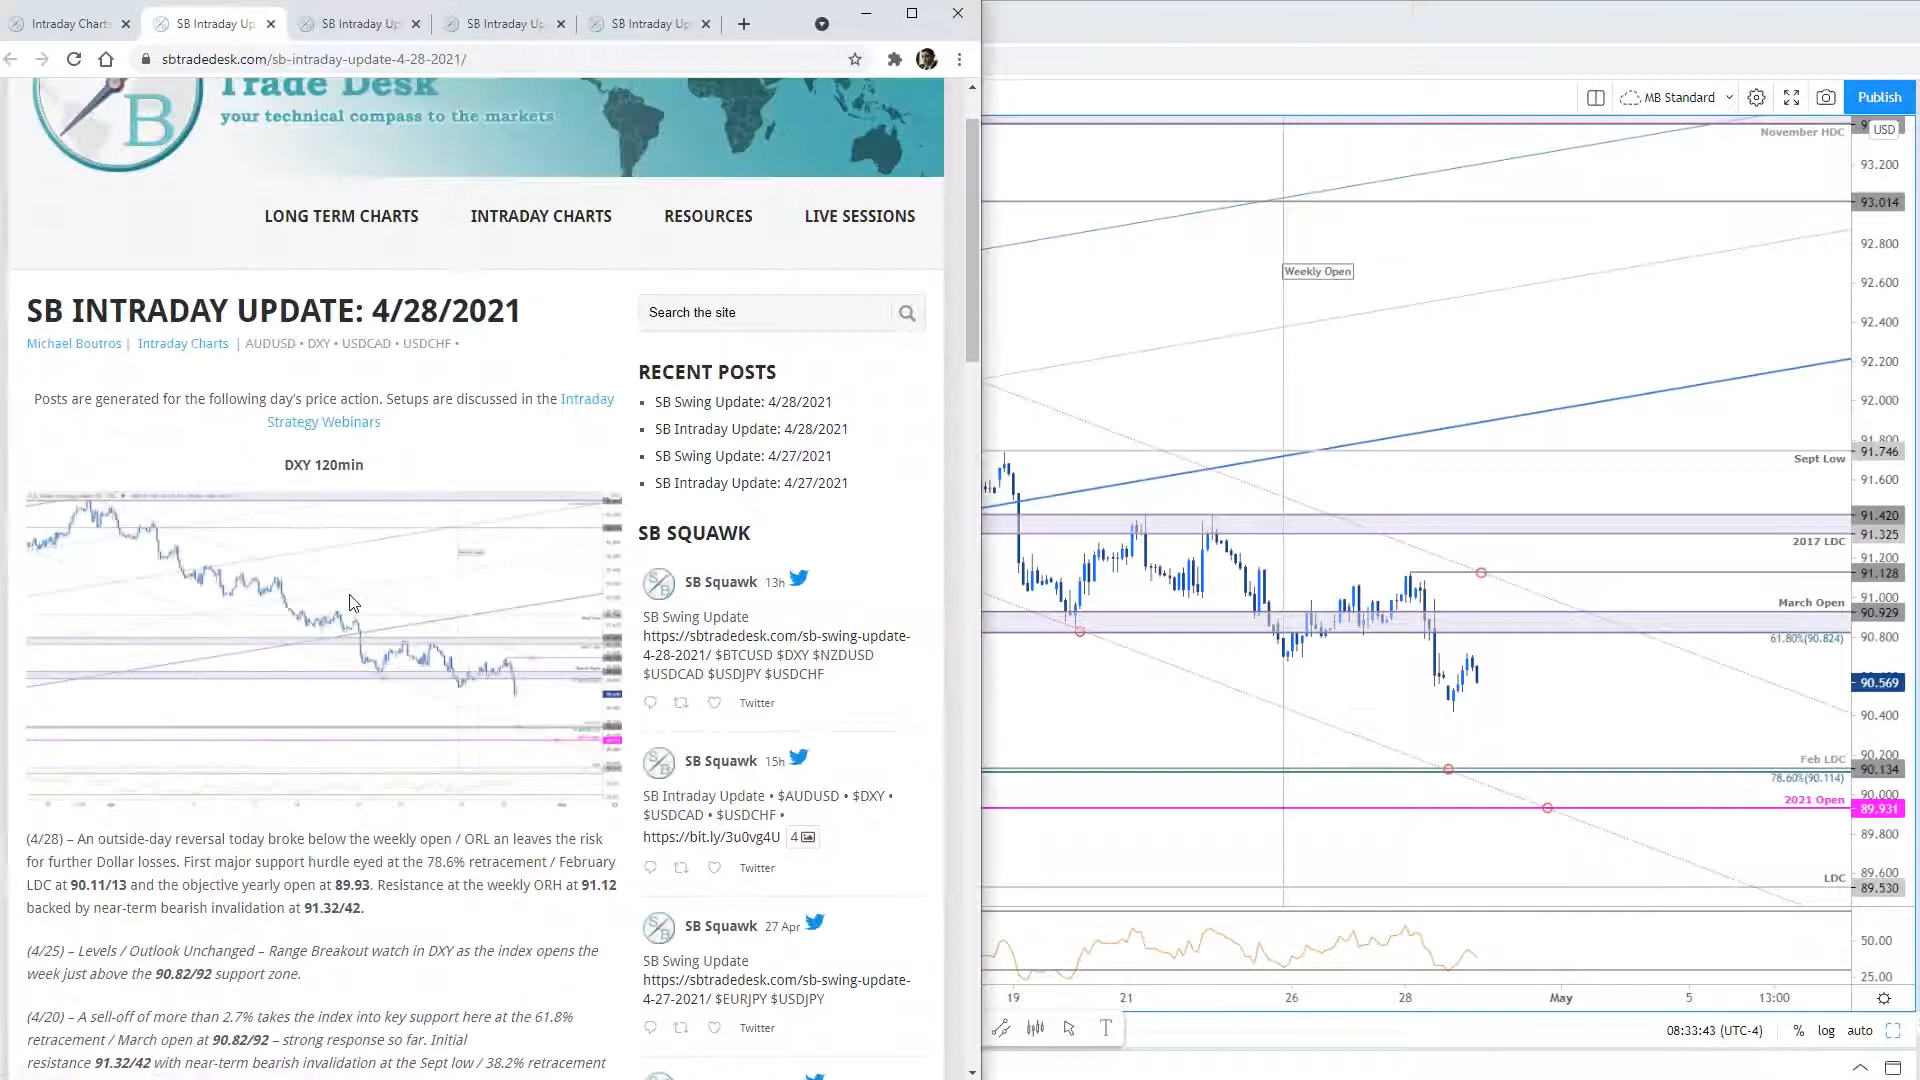 Intraday Charts
SB Intraday Up
SB Intraday Up
SB Intraday Up
SB Intraday Up
sbtradedesk.com/sb-intraday-update-4-28-2021/
Trade Desk
your technical compass to the markets
B
LONG TERM CHARTS
INTRADAY CHARTS
RESOURCES
LIVE SESSIONS
SB INTRADAY UPDATE: 4/28/2021
Michael Boutros | Intraday Charts | AUDUSD • DXY • USDCAD • USDCHF •
Posts are generated for the following day's price action. Setups are discussed in the Intraday
Strategy Webinars
DXY 120min
(4/28) – An outside-day reversal today broke below the weekly open / ORL an leaves the risk
for further Dollar losses. First major support hurdle eyed at the 78.6% retracement / February
LDC at 90.11/13 and the objective yearly open at 89.93. Resistance at the weekly ORH at 91.12
backed by near-term bearish invalidation at 91.32/42.
(4/25) – Levels / Outlook Unchanged – Range Breakout watch in DXY as the index opens the
week just above the 90.82/92 support zone.
(4/20) – A sell-off of more than 2.7% takes the index into key support here at the 61.8%
retracement / March open at 90.82/92 – strong response so far. Initial
resistance 91.32/42 with near-term bearish invalidation at the Sept low / 38.2% retracement
Search the site
RECENT POSTS
SB Swing Update: 4/28/2021
SB Intraday Update: 4/28/2021
SB Swing Update: 4/27/2021
SB Intraday Update: 4/27/2021
SB SQUAWK
SB Squawk 13h
SB Swing Update
https://sbtradedesk.com/sb-swing-update-
4-28-2021/ $BTCUSD $DXY $NZDUSD
$USDCAD $USDJPY $USDCHF
Twitter
SB Squawk 15h
SB Intraday Update • $AUDUSD • $DXY •
$USDCAD • $USDCHF •
https://bit.ly/3u0vg4U 4
Twitter
SB Squawk 27 Apr
SB Swing Update
https://sbtradedesk.com/sb-swing-update-
4-27-2021/ $EURJPY $USDJPY
Twitter
MB Standard
Publish
USD
November HDC
93.200
93.014
92.800
Weekly Open
92.600
92.400
92.200
92.000
91.800
91.746
Sept Low
91.600
91.420
91.325
2017 LDC
91.200
91.128
91.000
March Open
90.929
90.800
61.80%(90.824)
90.569
90.400
90.200
Feb LDC
90.134
78.60%(90.114)
90.000
2021 Open
89.931
89.800
89.600
LDC
89.530
50.00
25.00
19
21
26
28
May
5
13:00
T
08:33:43 (UTC-4)
%
log
auto